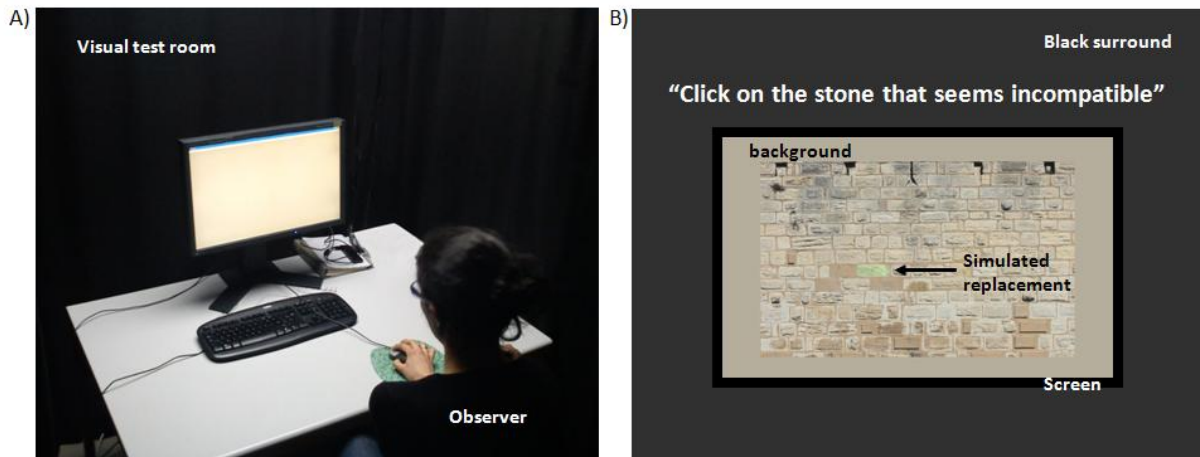 A)
Visual test room
Observer
B)
Black surround
“Click on the stone that seems incompatible”
background
Simulated
replacement
Screen